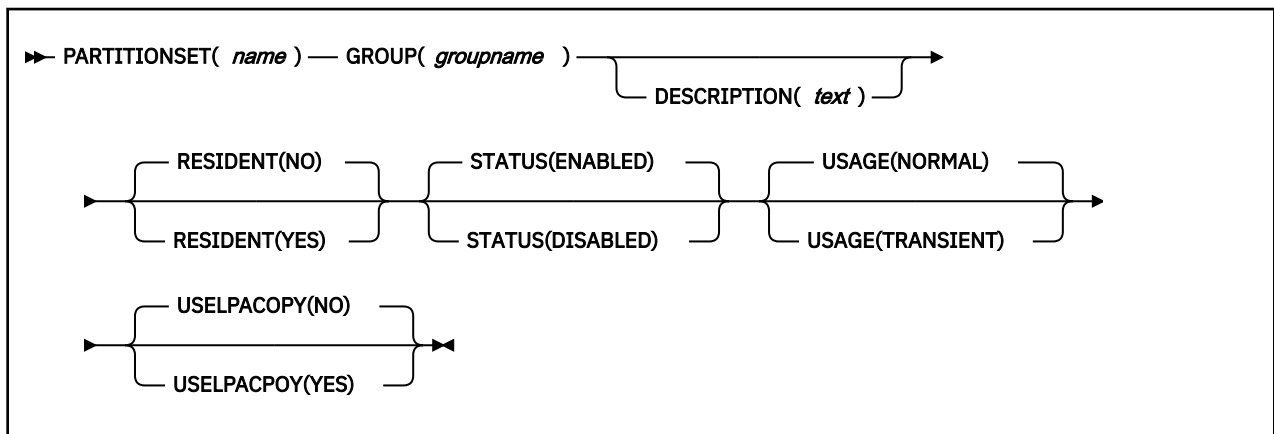 PARTITIONSET( name ) GROUP( groupname )
DESCRIPTION( text )
RESIDENT(NO) STATUS(ENABLED) USAGE(NORMAL)
RESIDENT(YES) STATUS(DISABLED) USAGE(TRANSIENT)
USELPACOPY(NO)
USELPACPOY(YES)